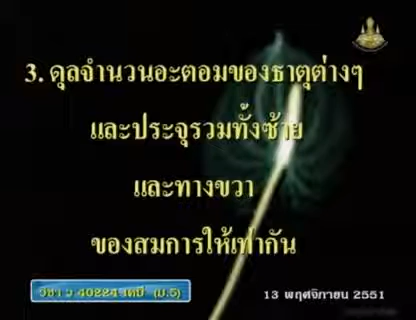 3. ดุลจำนวนอะตอมของธาตุต่างๆ
และประจุรวมทั้งซ้าย
และทางขวา
ของสมการให้เท่ากัน
วิชา ว 40224 เคมี (ม.5)
13 พฤศจิกายน 2551